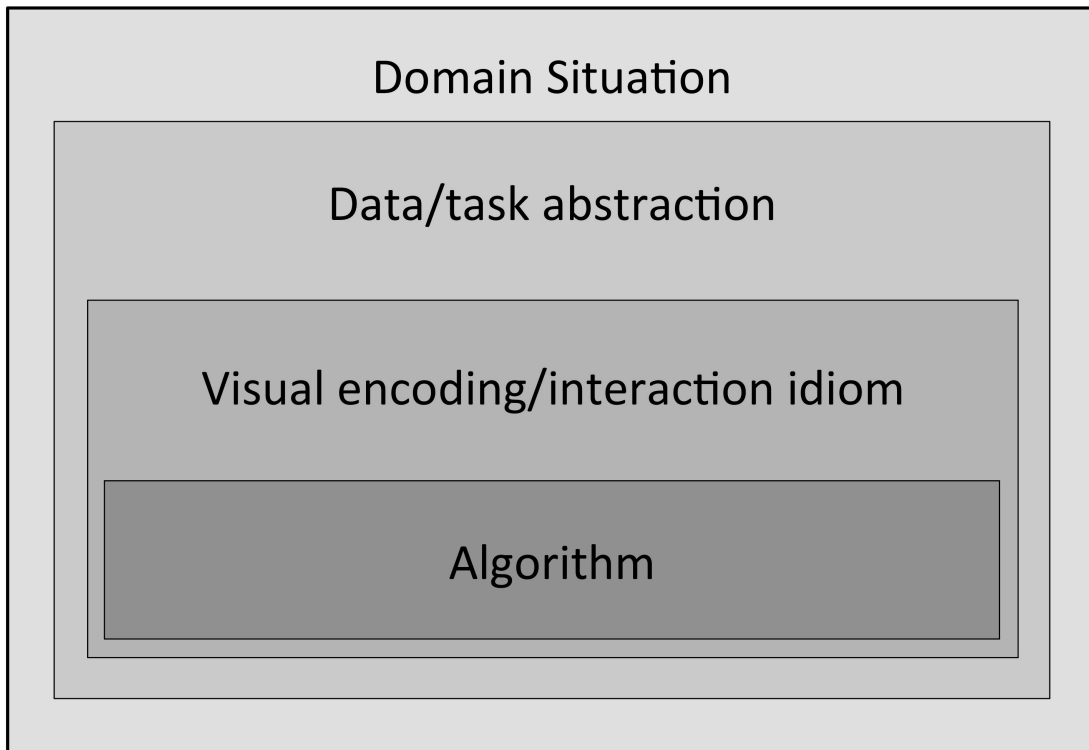 Domain Situation
Data/task abstraction
Visual encoding/interaction idiom
Algorithm